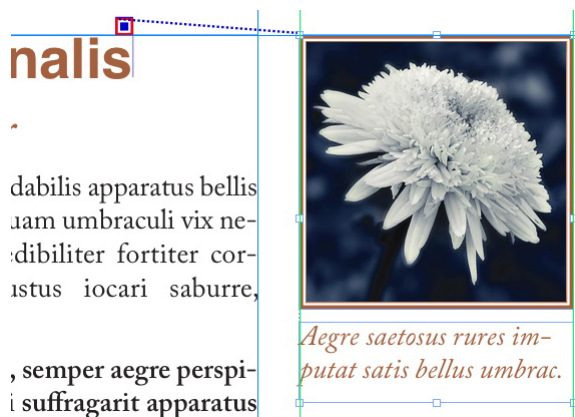 nalis
r
dabilis apparatus bellis
uam umbraculi vix ne-
edibiliter fortiter cor-
ustus iocari saburre,
, semper aegre perspi-
i suffragarit apparatus
Aegre saetosus rures im-
putat satis bellus umbrac.